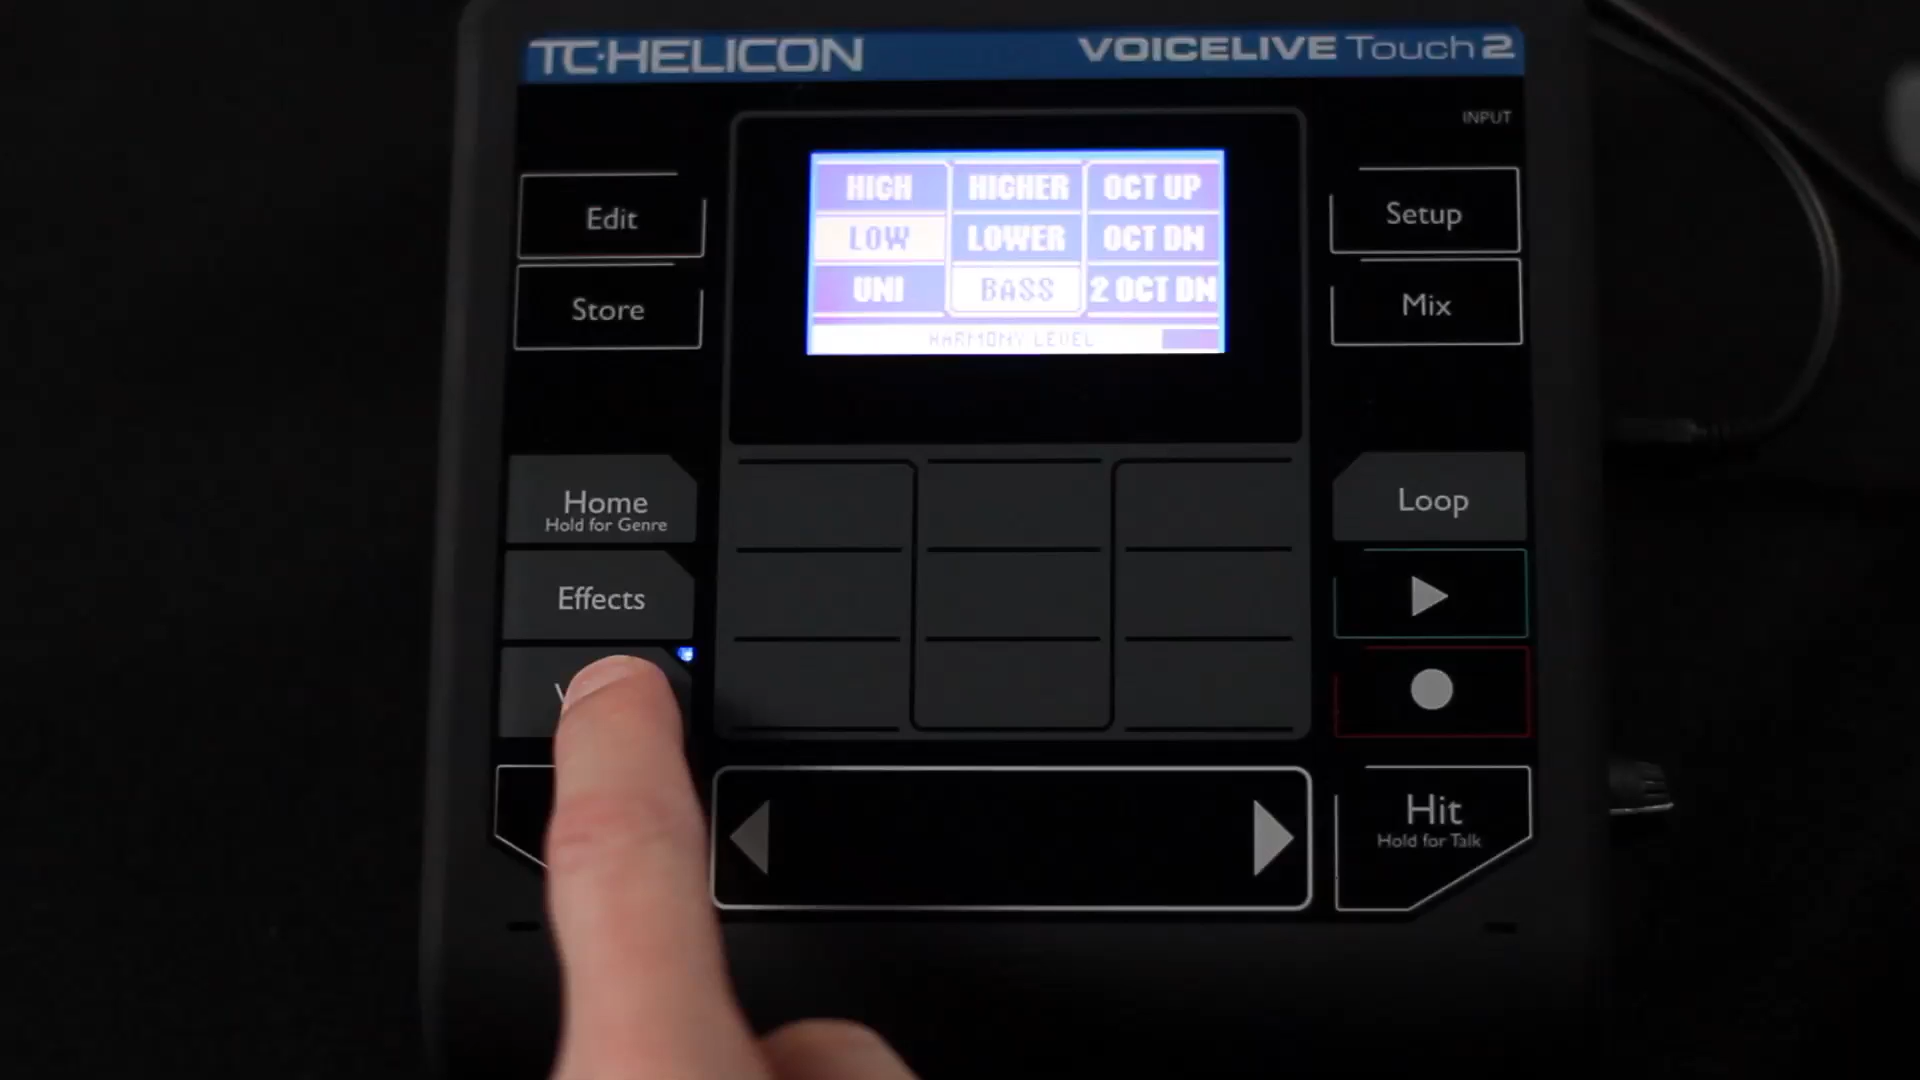 TC·HELICON
VOICELIVE Touch 2
INPUT
HIGH HIGHER OCT UP
LOW LOWER OCT DN
UNI BASS 2 OCT DN
HARMONY LEVEL
Edit
Store
Setup
Mix
Home
Hold for Genre
Effects
Loop
Hit
Hold for Talk